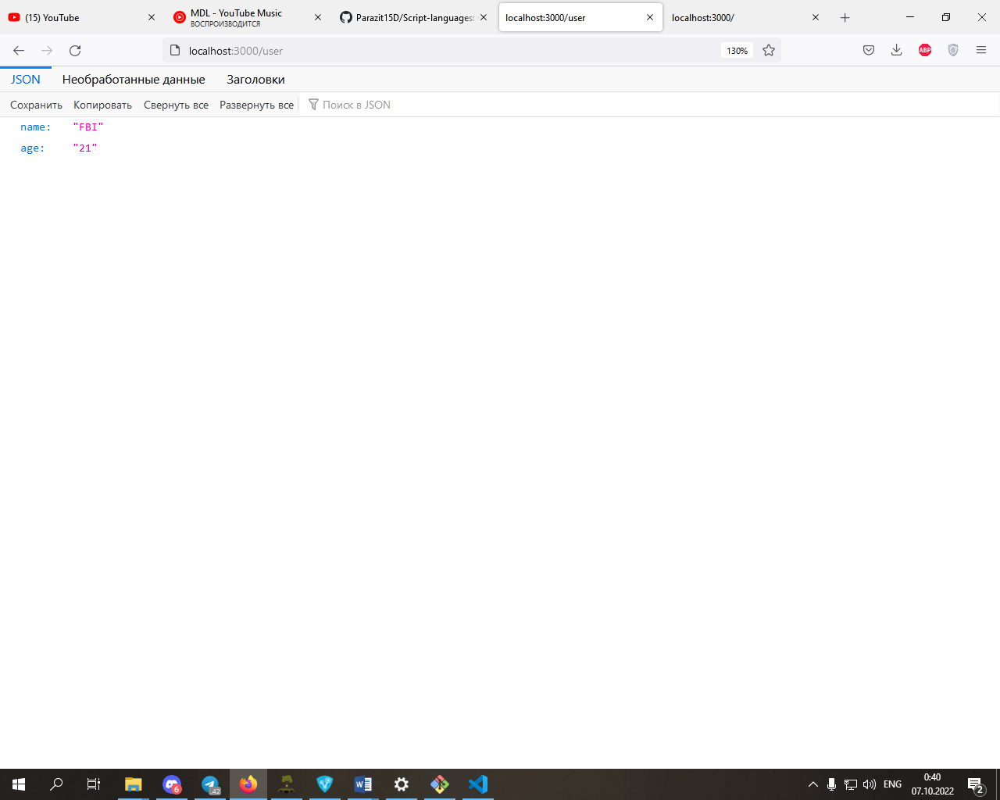 (15) YouTube
MDL - YouTube Music
ВОСПРОИЗВОДИТСЯ
Parazit15D/Script-languages:
localhost:3000/user
localhost:3000/
localhost:3000/user
130%
ABP
JSON Необработанные данные Заголовки
Сохранить Копировать Свернуть все Развернуть все Поиск в JSON
name: "FBI"
age: "21"
6
.42
W
ENG
0:40
07.10.2022
2